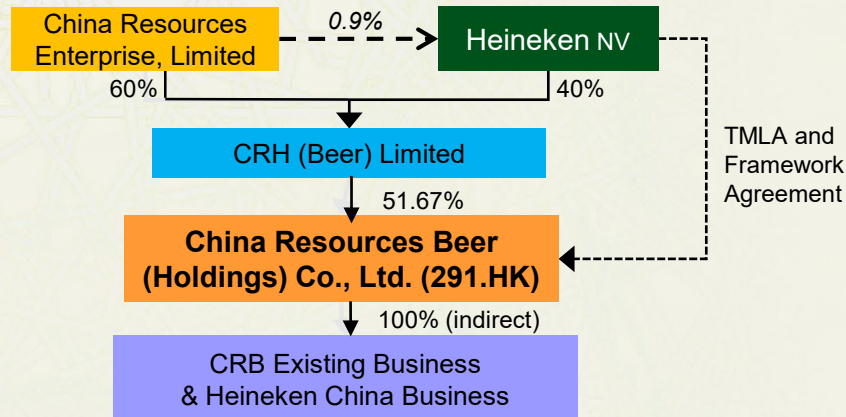 China Resources
Enterprise, Limited
0.9%
Heineken NV
60%
40%
CRH (Beer) Limited
TMLA and
Framework
Agreement
51.67%
China Resources Beer
(Holdings) Co., Ltd. (291.HK)
100% (indirect)
CRB Existing Business
& Heineken China Business